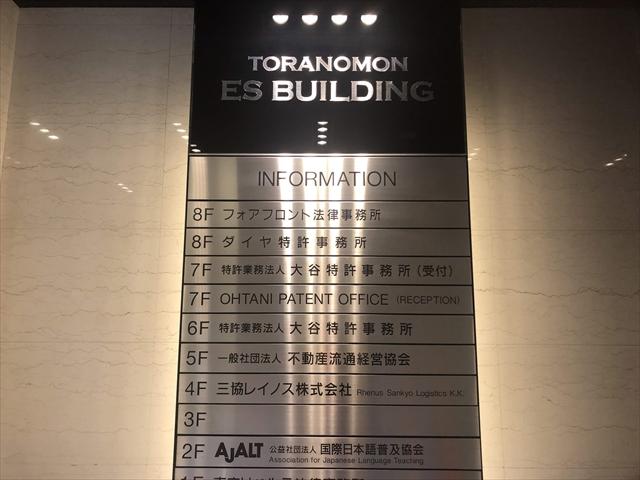 TORANOMON
ES BUILDING
INFORMATION
8F フォアフロント法律事務所
8F ダイヤ特許事務所
7F 特許業務法人 大谷特許事務所(受付)
7F OHTANI PATENT OFFICE (RECEPTION)
6F 特許業務法人 大谷特許事務所
5F 一般社団法人 不動産流通経営協会
4F 三協レイノス株式会社 Rhenus Sankyo Logistics K.K.
3F
2F AJALT 公益社団法人 国際日本語普及協会
Association for Japanese Language Teaching